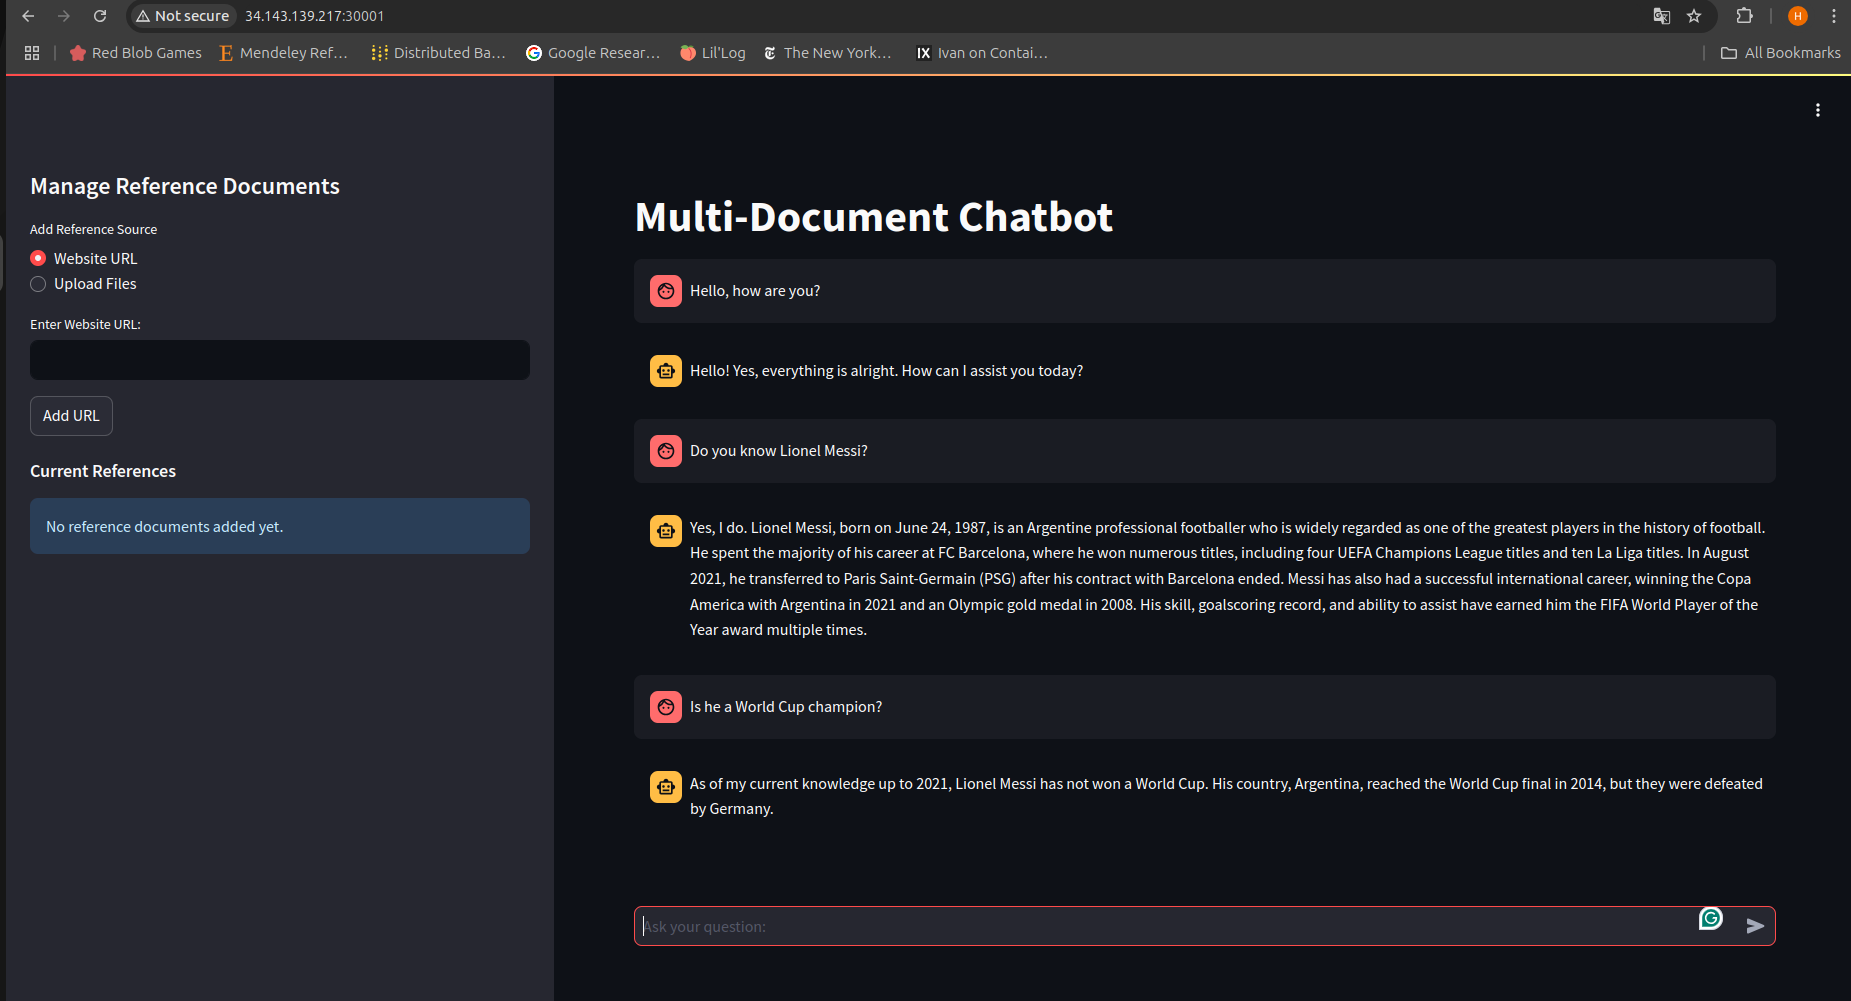 Not secure 34.143.139.217:30001 H
Red Blob Games Mendeley Ref... Distributed Ba... Google Resear... Lil'Log The New York... Ivan on Contai... All Bookmarks
Manage Reference Documents
Add Reference Source
Website URL
Upload Files
Enter Website URL:
Add URL
Current References
No reference documents added yet.
Multi-Document Chatbot
Hello, how are you?
Hello! Yes, everything is alright. How can I assist you today?
Do you know Lionel Messi?
Yes, I do. Lionel Messi, born on June 24, 1987, is an Argentine professional footballer who is widely regarded as one of the greatest players in the history of football.
He spent the majority of his career at FC Barcelona, where he won numerous titles, including four UEFA Champions League titles and ten La Liga titles. In August
2021, he transferred to Paris Saint-Germain (PSG) after his contract with Barcelona ended. Messi has also had a successful international career, winning the Copa
America with Argentina in 2021 and an Olympic gold medal in 2008. His skill, goalscoring record, and ability to assist have earned him the FIFA World Player of the
Year award multiple times.
Is he a World Cup champion?
As of my current knowledge up to 2021, Lionel Messi has not won a World Cup. His country, Argentina, reached the World Cup final in 2014, but they were defeated
by Germany.
Ask your question: